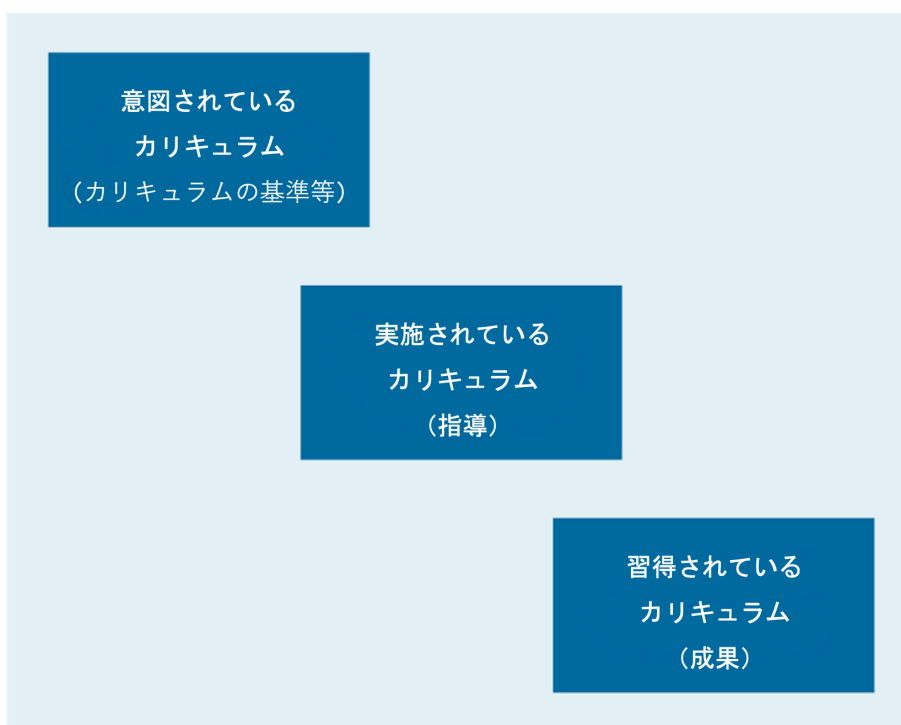 意図されている
カリキュラム
（カリキュラムの基準等）
実施されている
カリキュラム
（指導）
習得されている
カリキュラム
（成果）